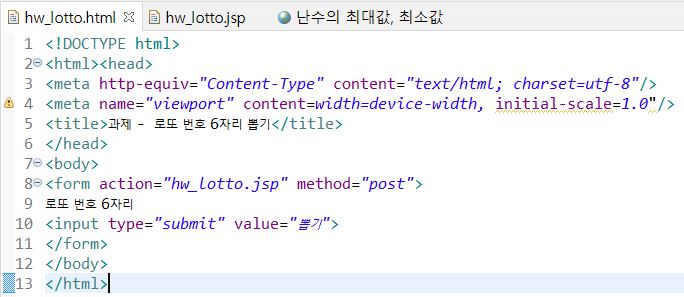 hw_lotto.html hw_lotto.jsp 난수의 최대값, 최소값
1 <!DOCTYPE html>
2 <html><head>
3 <meta http-equiv="Content-Type" content="text/html; charset=utf-8"/>
4 <meta name="viewport" content=width=device-width, initial-scale=1.0"/>
5 <title>과제 - 로또 번호 6자리 뽑기</title>
6 </head>
7 <body>
8 <form action="hw_lotto.jsp" method="post">
9 로또 번호 6자리
10 <input type="submit" value="뽑기">
11 </form>
12 </body>
13 </html>